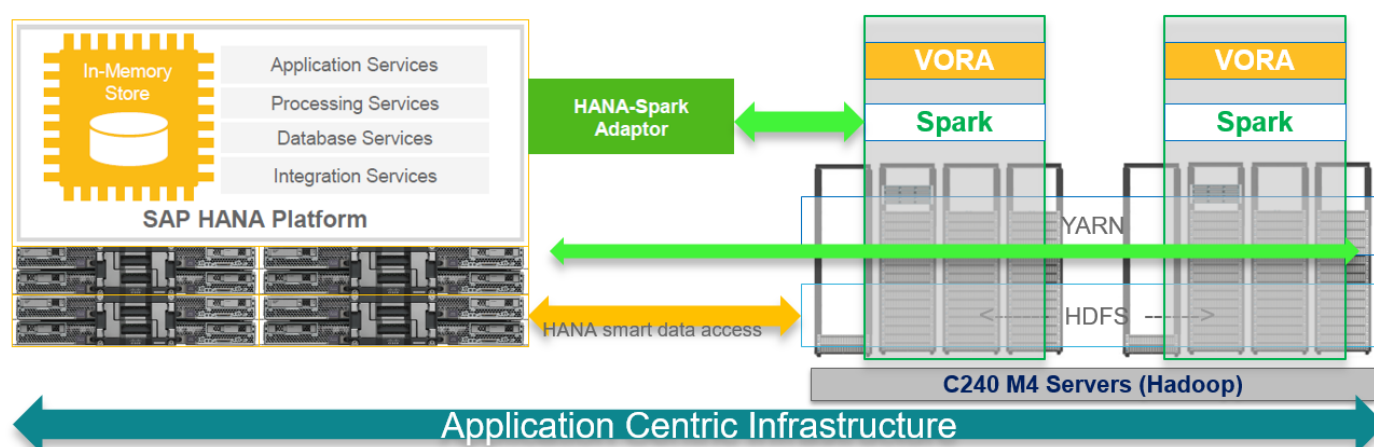 In-Memory
Store
Application Services
Processing Services
Database Services
Integration Services
SAP HANA Platform
HANA-Spark
Adaptor
VORA
Spark
VORA
Spark
YARN
HANA smart data access
<----- HDFS ------>
C240 M4 Servers (Hadoop)
Application Centric Infrastructure